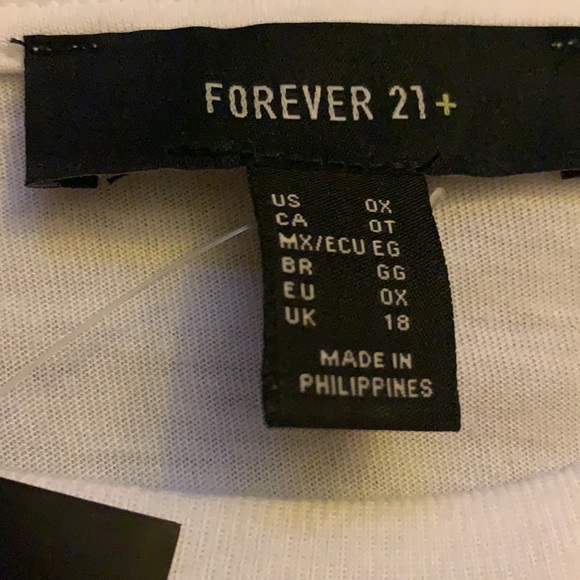 FOREVER 21+
US 0X
CA 0T
MX/ECU EG
BR GG
EU 0X
UK 18
MADE IN
PHILIPPINES